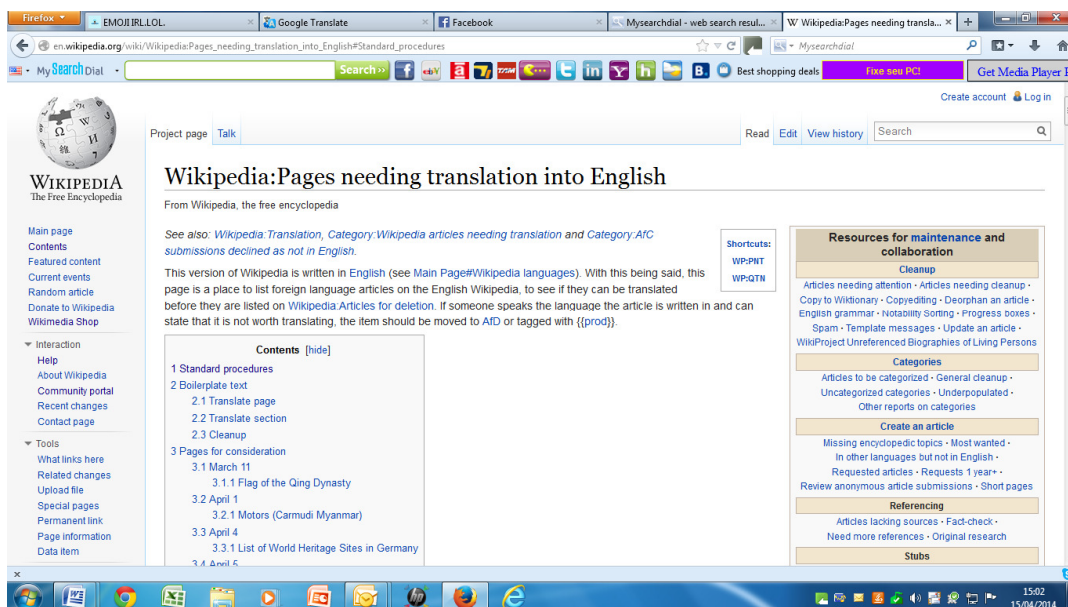 Firefox
EMOJI IRL.LOL.
Google Translate
Facebook
Mysearchdial - web search resul...
Wikipedia:Pages needing transla...
en.wikipedia.org/wiki/Wikipedia:Pages_needing_translation_into_English#Standard_procedures
Mysearchdial
My Search Dial
Search >>
Best shopping deals
Fixe seu PC!
Get Media Player
Create account Log in
Project page Talk
Read Edit View history Search
WIKIPEDIA
The Free Encyclopedia
Main page
Contents
Featured content
Current events
Random article
Donate to Wikipedia
Wikimedia Shop
Interaction
Help
About Wikipedia
Community portal
Recent changes
Contact page
Tools
What links here
Related changes
Upload file
Special pages
Permanent link
Page information
Data item
Wikipedia:Pages needing translation into English
From Wikipedia, the free encyclopedia
See also: Wikipedia:Translation, Category:Wikipedia articles needing translation and Category:AfC
submissions declined as not in English.
This version of Wikipedia is written in English (see Main Page#Wikipedia languages). With this being said, this
page is a place to list foreign language articles on the English Wikipedia, to see if they can be translated
before they are listed on Wikipedia:Articles for deletion. If someone speaks the language the article is written in and can
state that it is not worth translating, the item should be moved to AfD or tagged with {{prod}}.
Shortcuts:
WP:PNT
WP:QTN
Contents [hide]
1 Standard procedures
2 Boilerplate text
2.1 Translate page
2.2 Translate section
2.3 Cleanup
3 Pages for consideration
3.1 March 11
3.1.1 Flag of the Qing Dynasty
3.2 April 1
3.2.1 Motors (Carmudi Myanmar)
3.3 April 4
3.3.1 List of World Heritage Sites in Germany
3.4 April 5
Resources for maintenance and
collaboration
Cleanup
Articles needing attention · Articles needing cleanup ·
Copy to Wiktionary · Copyediting · Deorphan an article ·
English grammar · Notability Sorting · Progress boxes ·
Spam · Template messages · Update an article ·
WikiProject Unreferenced Biographies of Living Persons
Categories
Articles to be categorized · General cleanup ·
Uncategorized categories · Underpopulated ·
Other reports on categories
Create an article
Missing encyclopedic topics · Most wanted ·
In other languages but not in English ·
Requested articles · Requests 1 year+ ·
Review anonymous article submissions · Short pages
Referencing
Articles lacking sources · Fact-check ·
Need more references · Original research
Stubs
15:02
15/04/2014